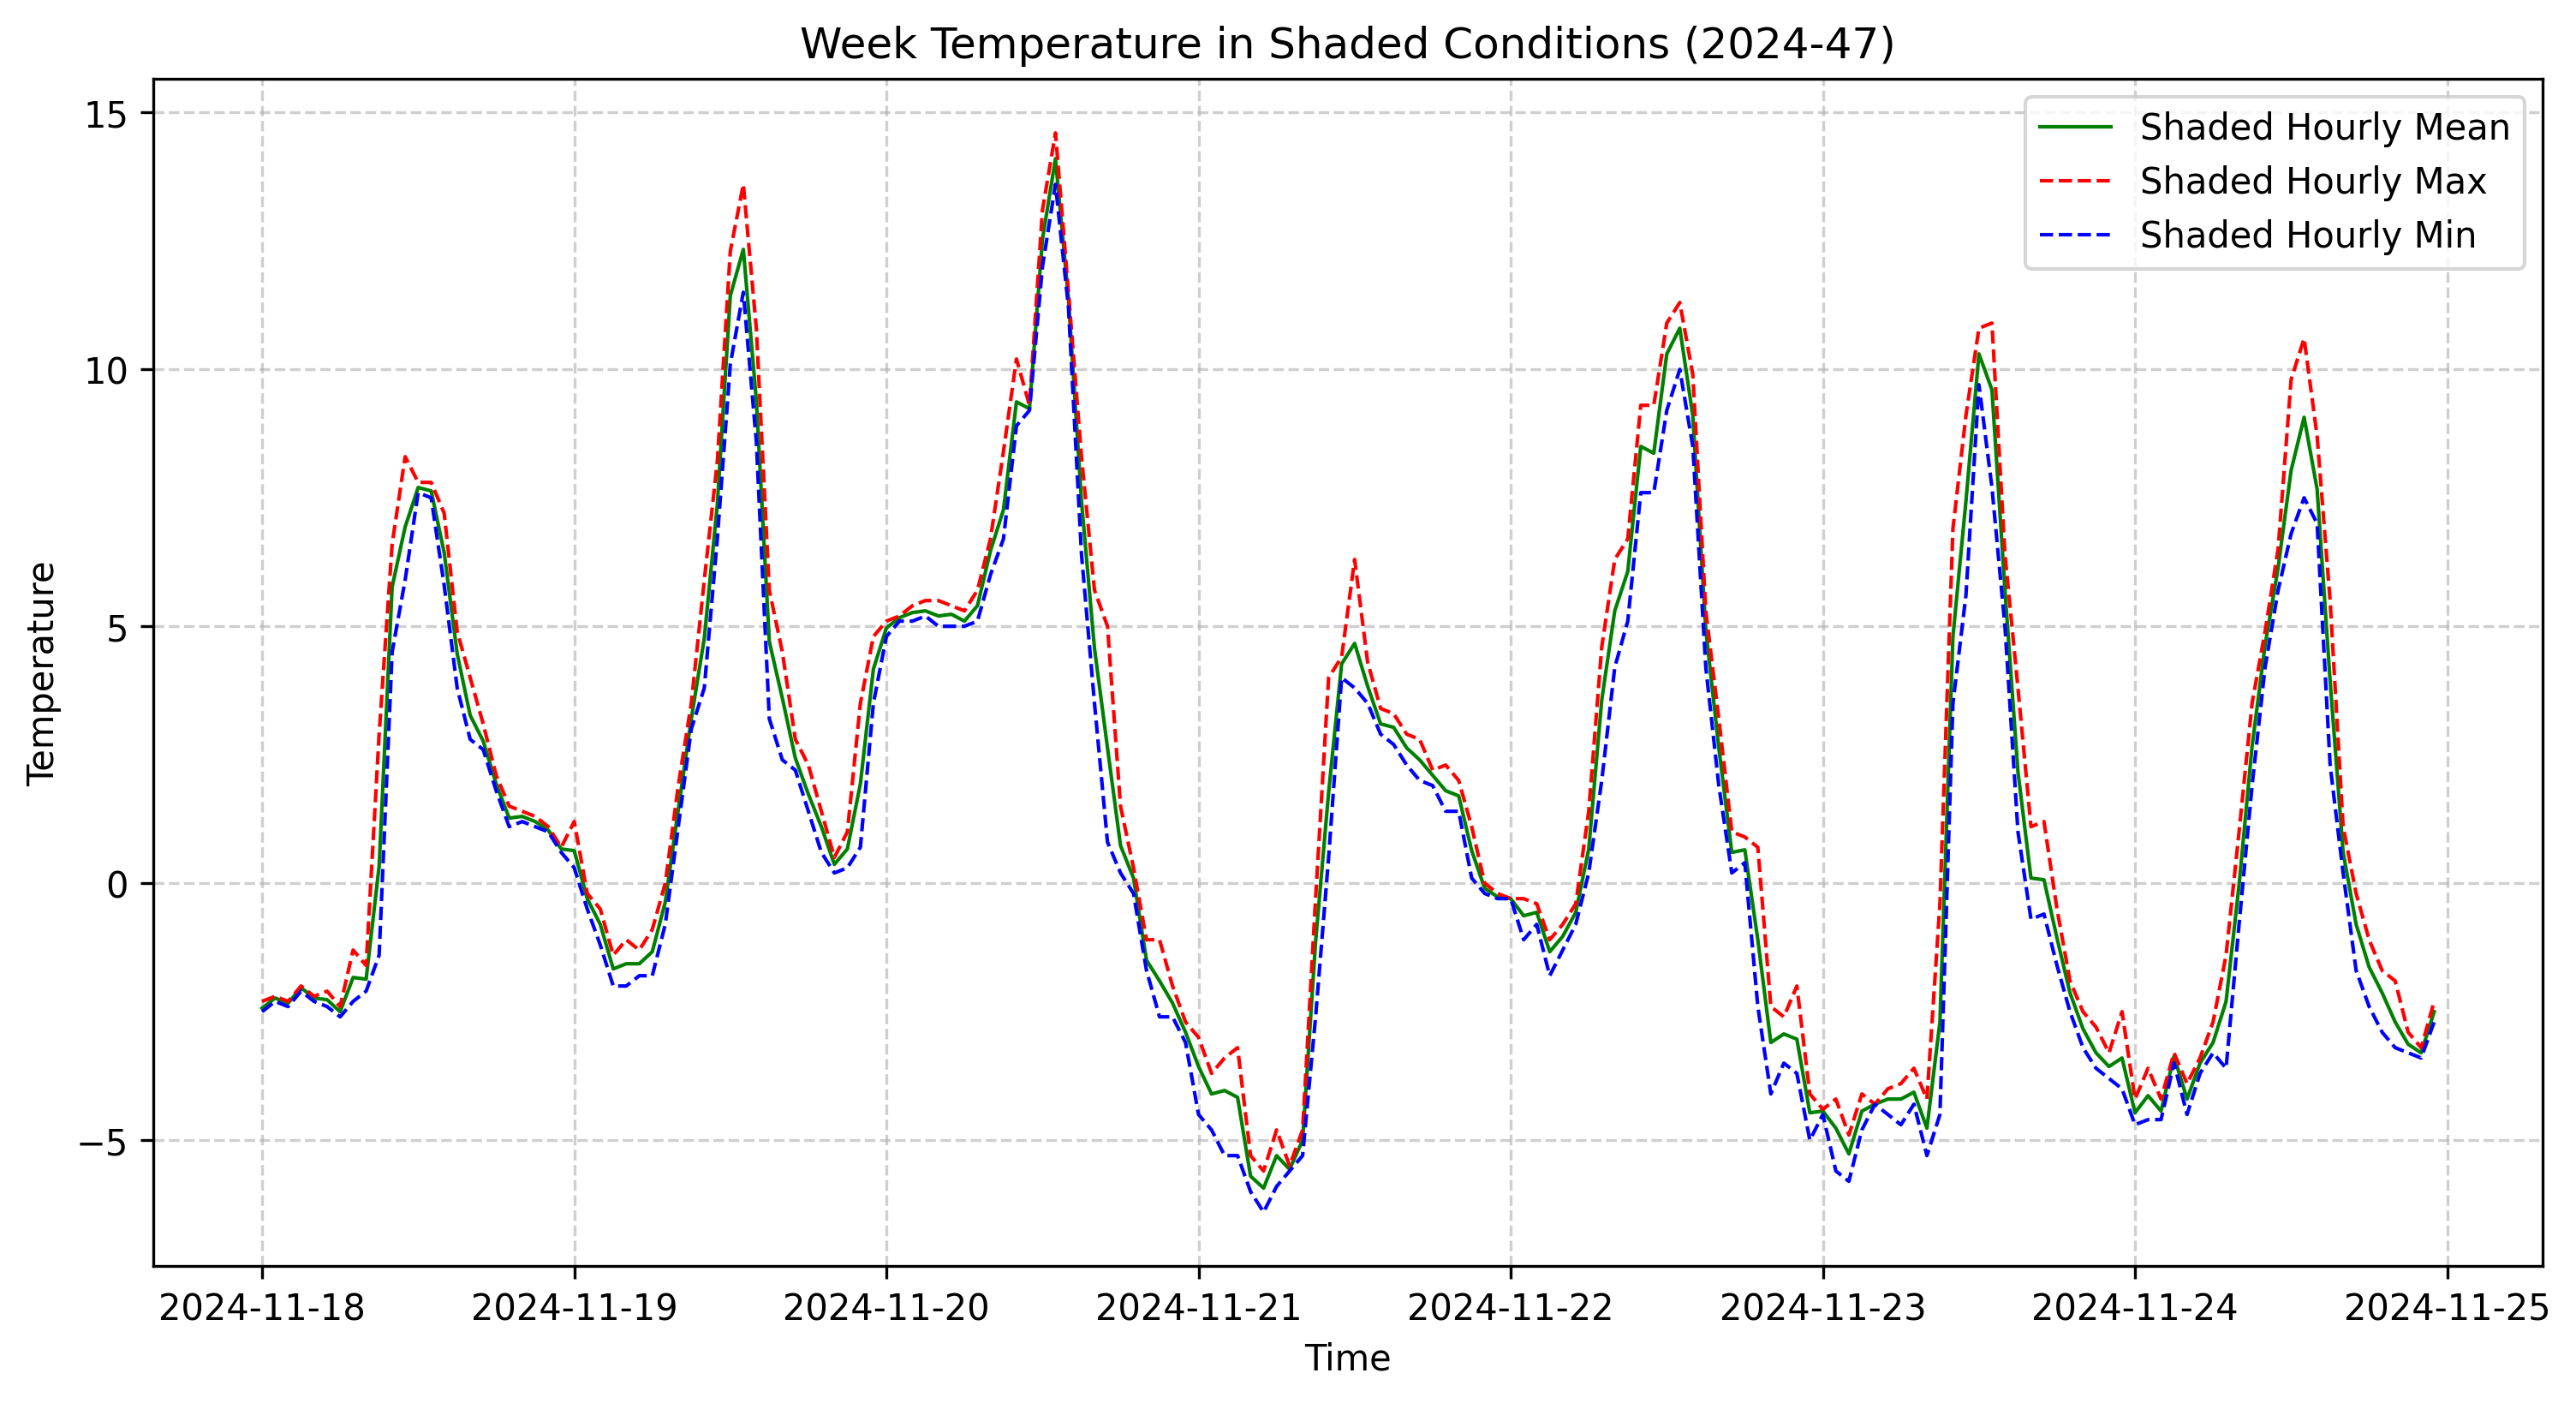 Week Temperature in Shaded Conditions (2024-47)
Shaded Hourly Mean
Shaded Hourly Max
Shaded Hourly Min
Temperature
15
10
5
0
−5
2024-11-18 2024-11-19 2024-11-20 2024-11-21 2024-11-22 2024-11-23 2024-11-24 2024-11-25
Time